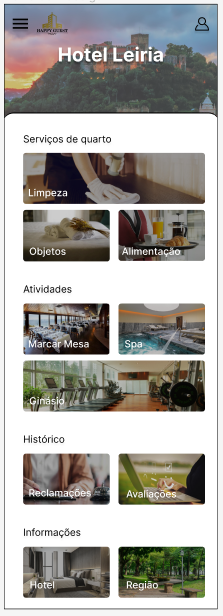 HAPPY GUEST
Hotel Leiria
Serviços de quarto
Limpeza
Objetos
Alimentação
Atividades
Marcar Mesa
Spa
Ginásio
Histórico
Reclamações
Avaliações
Informações
Hotel
Região